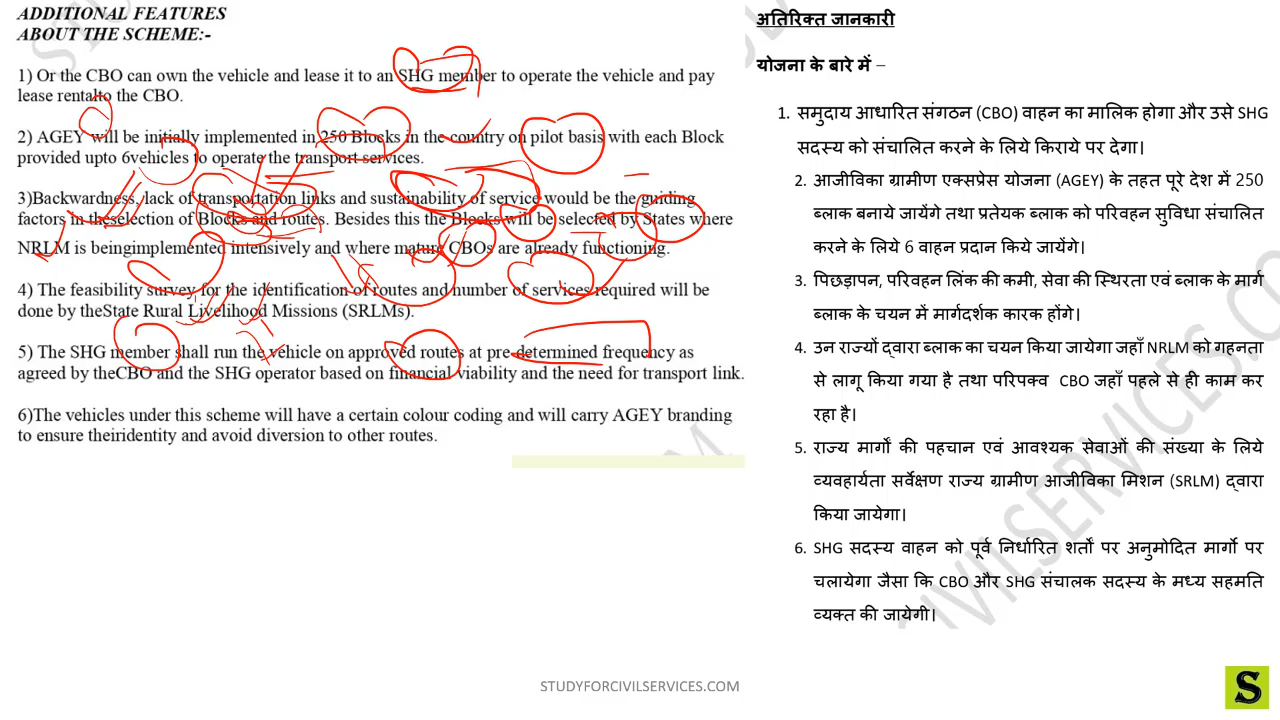 ADDITIONAL FEATURES
ABOUT THE SCHEME:-
1) Or the CBO can own the vehicle and lease it to an SHG member to operate the vehicle and pay
lease rentalto the CBO.
2) AGEY will be initially implemented in 250 Blocks in the country on pilot basis with each Block
provided upto 6vehicles to operate the transport services.
3)Backwardness, lack of transportation links and sustainability of service would be the guiding
factors in theselection of Blocks and routes. Besides this the Blocks will be selected by States where
NRLM is beingimplemented intensively and where mature CBOs are already functioning.
4) The feasibility survey for the identification of routes and number of services required will be
done by theState Rural Livelihood Missions (SRLMs).
5) The SHG member shall run the vehicle on approved routes at pre-determined frequency as
agreed by theCBO and the SHG operator based on financial viability and the need for transport link.
6)The vehicles under this scheme will have a certain colour coding and will carry AGEY branding
to ensure theiridentity and avoid diversion to other routes.
अतिरिक्त जानकारी
योजना के बारे में –
1. समुदाय आधारित संगठन (CBO) वाहन का मालिक होगा और उसे SHG
सदस्य को संचालित करने के लिये किराये पर देगा।
2. आजीविका ग्रामीण एक्सप्रेस योजना (AGEY) के तहत पूरे देश में 250
ब्लाक बनाये जायेंगे तथा प्रतेयक ब्लाक को परिवहन सुविधा संचालित
करने के लिये 6 वाहन प्रदान किये जायेंगे।
3. पिछड़ापन, परिवहन लिंक की कमी, सेवा की स्थिरता एवं ब्लाक के मार्ग
ब्लाक के चयन में मार्गदर्शक कारक होंगे।
4. उन राज्यों द्वारा ब्लाक का चयन किया जायेगा जहाँ NRLM को गहनता
से लागू किया गया है तथा परिपक्व CBO जहाँ पहले से ही काम कर
रहा है।
5. राज्य मार्गों की पहचान एवं आवश्यक सेवाओं की संख्या के लिये
व्यवहार्यता सर्वेक्षण राज्य ग्रामीण आजीविका मिशन (SRLM) द्वारा
किया जायेगा।
6. SHG सदस्य वाहन को पूर्व निर्धारित शर्तों पर अनुमोदित मार्गो पर
चलायेगा जैसा कि CBO और SHG संचालक सदस्य के मध्य सहमति
व्यक्त की जायेगी।
STUDYFORCIVILSERVICES.COM
S